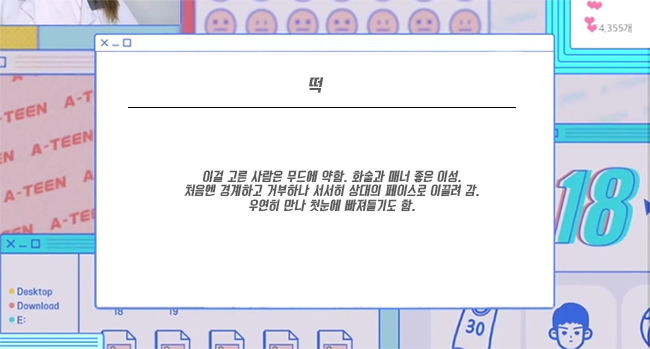 4,355개
떡
A-TEEN
A-TEEN
A-TEEN
A-TEEN
이걸 고른 사람은 무드에 약함. 화술과 매너 좋은 이성.
처음엔 경계하고 거부하나 서서히 상대의 페이스로 이끌려 감.
우연히 만나 첫눈에 빠져들기도 함.
18
Desktop
Download
E:
18
19
30